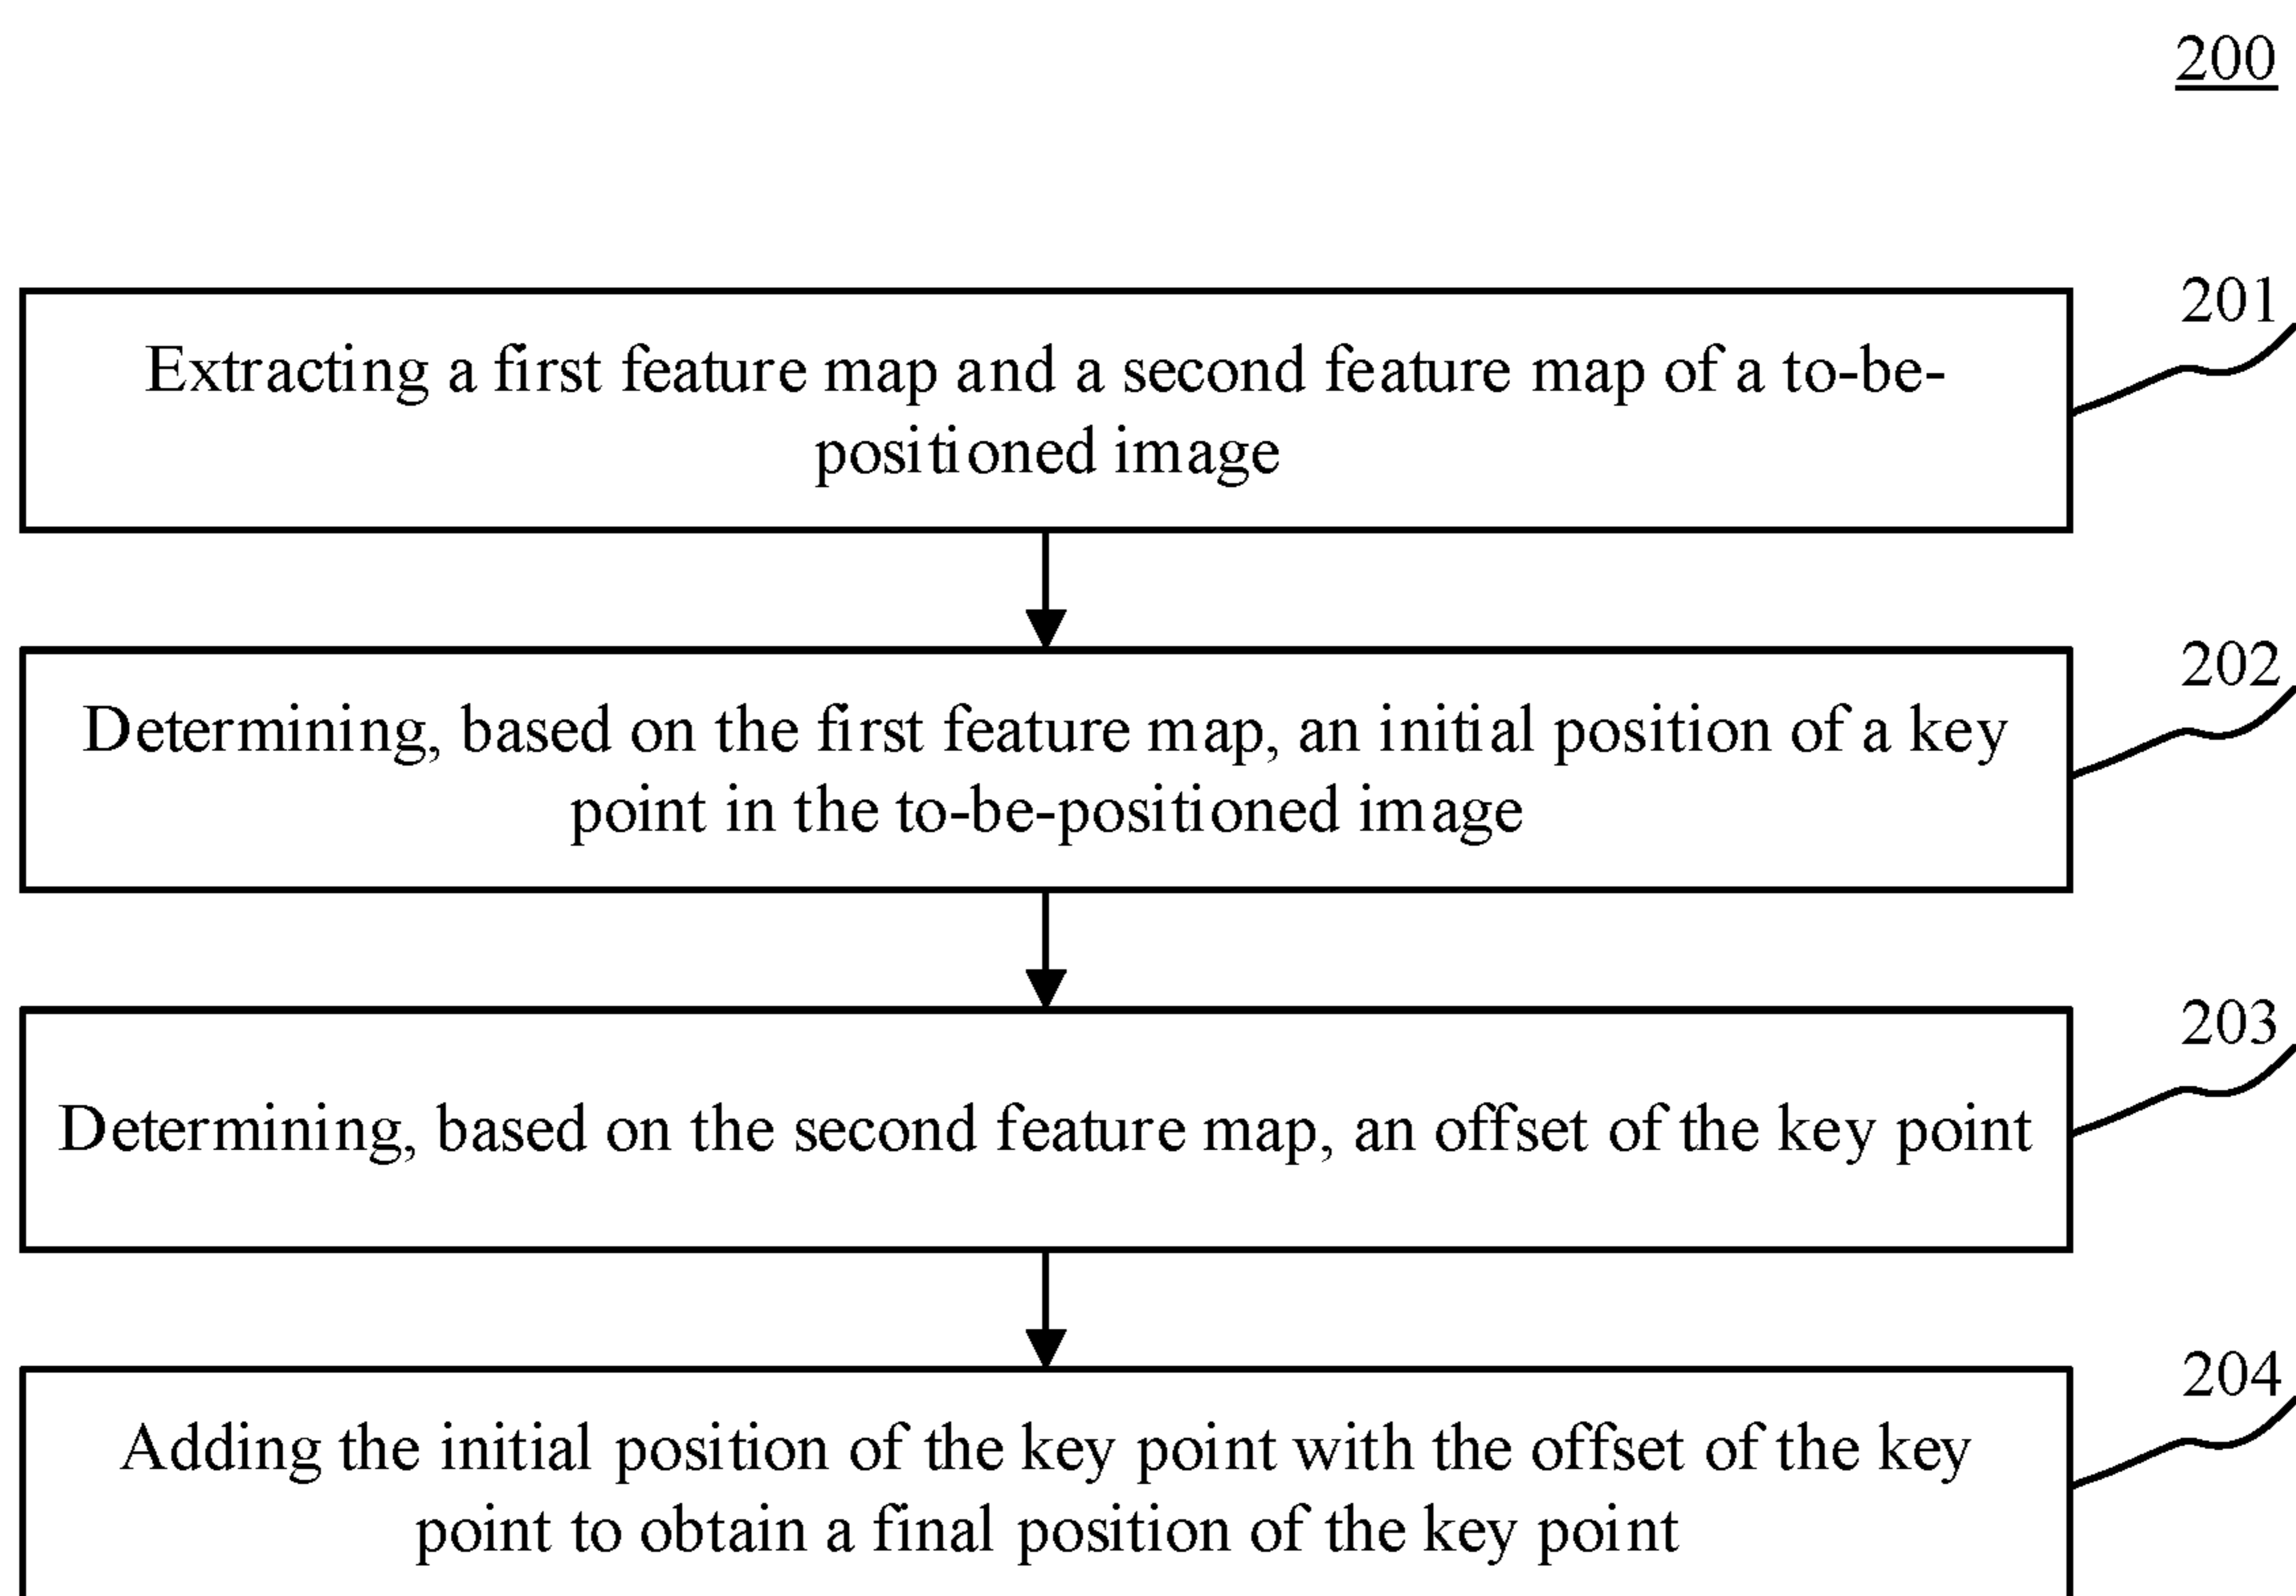 200
201
Extracting a first feature map and a second feature map of a to-be-
positioned image
202
Determining, based on the first feature map, an initial position of a key
point in the to-be-positioned image
203
Determining, based on the second feature map, an offset of the key point
204
Adding the initial position of the key point with the offset of the key
point to obtain a final position of the key point